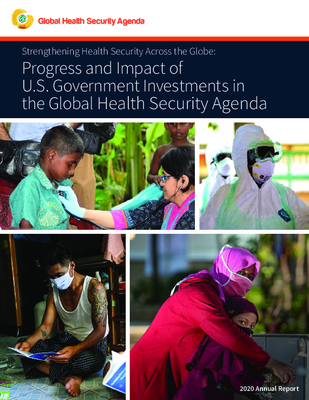 Global Health Security Agenda
Strengthening Health Security Across the Globe:
Progress and Impact of
U.S. Government Investments in
the Global Health Security Agenda
2020 Annual Report